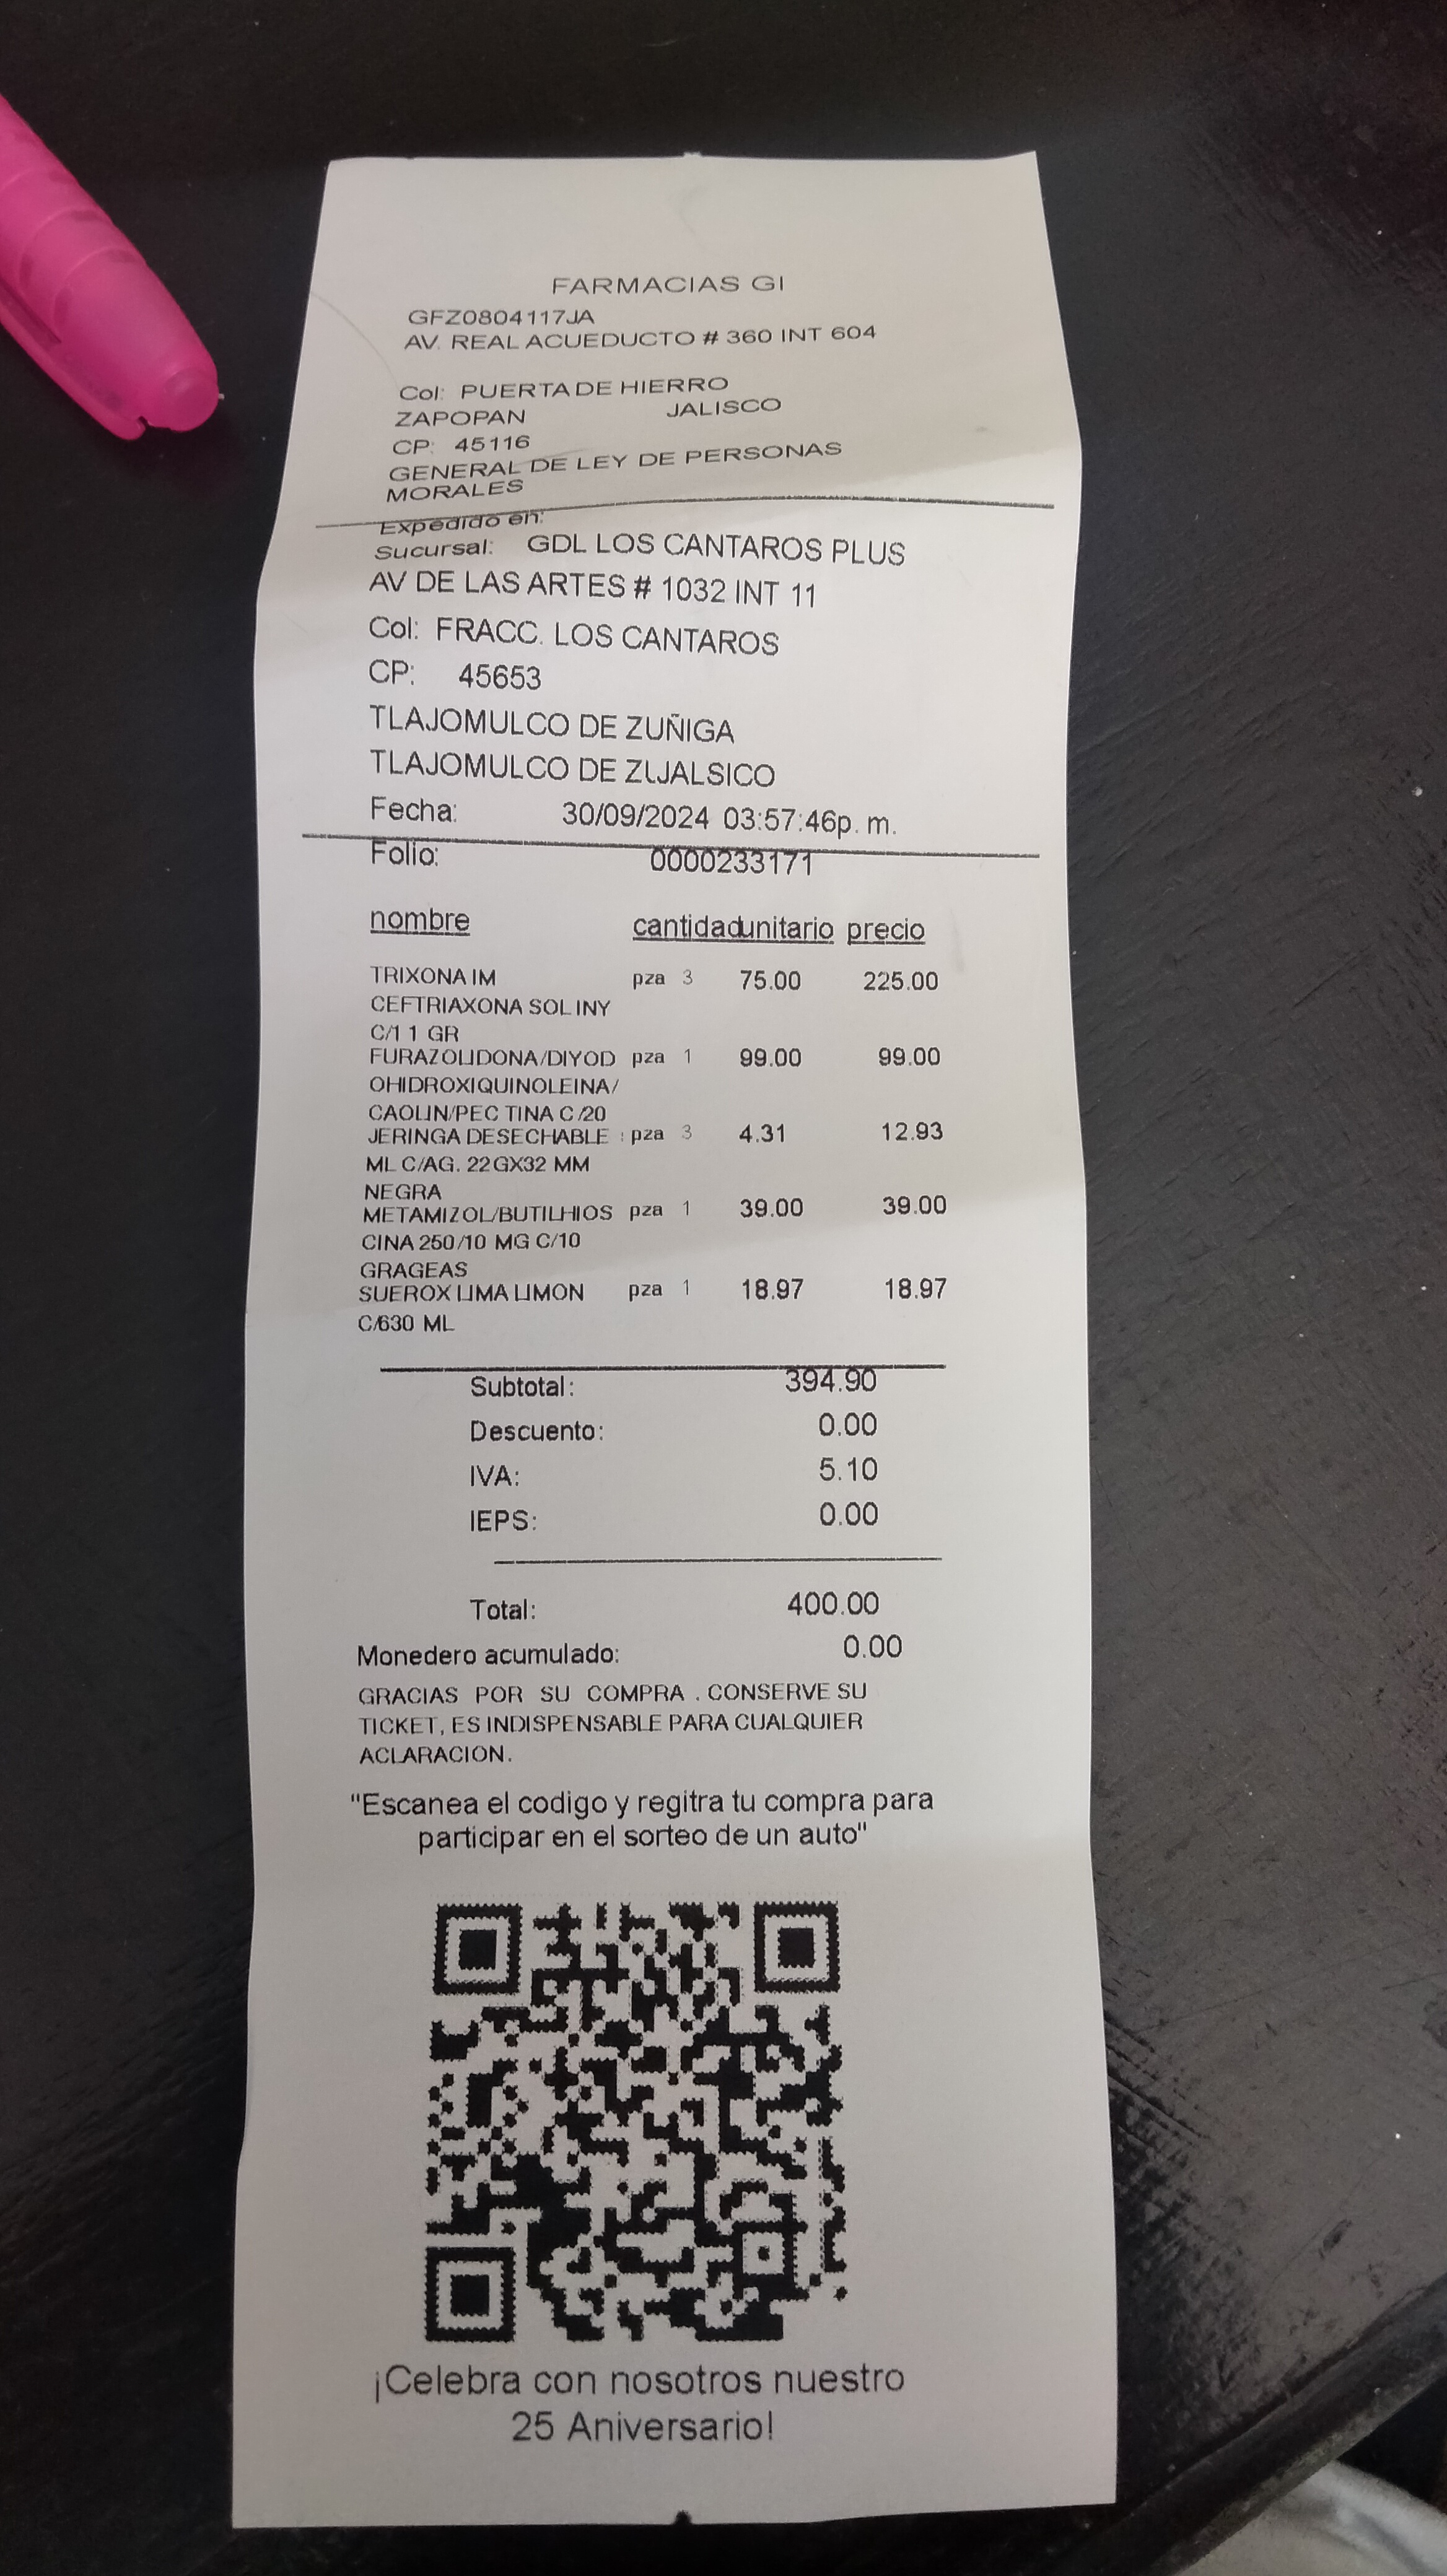 FARMACIAS GI
GFZ0804117JA
AV. REAL ACUEDUCTO # 360 INT 604
Col: PUERTA DE HIERRO
ZAPOPAN JALISCO
CP: 45116
GENERAL DE LEY DE PERSONAS
MORALES
Expedido en:
Sucursal: GDL LOS CANTAROS PLUS
AV DE LAS ARTES # 1032 INT 11
Col: FRACC. LOS CANTAROS
CP: 45653
TLAJOMULCO DE ZUÑIGA
TLAJOMULCO DE ZUJALSICO
Fecha: 30/09/2024 03:57:46p. m.
Folio: 0000233171
nombre cantidad unitario precio
TRIXONA IM pza 3 75.00 225.00
CEFTRIAXONA SOL INY
C/1 1 GR
FURAZOLIDONA/DIYOD pza 1 99.00 99.00
OHIDROXIQUINOLEINA/
CAOLIN/PEC TINA C/20
JERINGA DESECHABLE pza 3 4.31 12.93
ML C/AG. 22GX32 MM
NEGRA
METAMIZOL/BUTILHIOS pza 1 39.00 39.00
CINA 250/10 MG C/10
GRAGEAS
SUEROX LIMA LIMON pza 1 18.97 18.97
C/630 ML
Subtotal: 394.90
Descuento: 0.00
IVA: 5.10
IEPS: 0.00
Total: 400.00
Monedero acumulado: 0.00
GRACIAS POR SU COMPRA . CONSERVE SU
TICKET, ES INDISPENSABLE PARA CUALQUIER
ACLARACION.
"Escanea el codigo y regitra tu compra para
participar en el sorteo de un auto"
¡Celebra con nosotros nuestro
25 Aniversario!